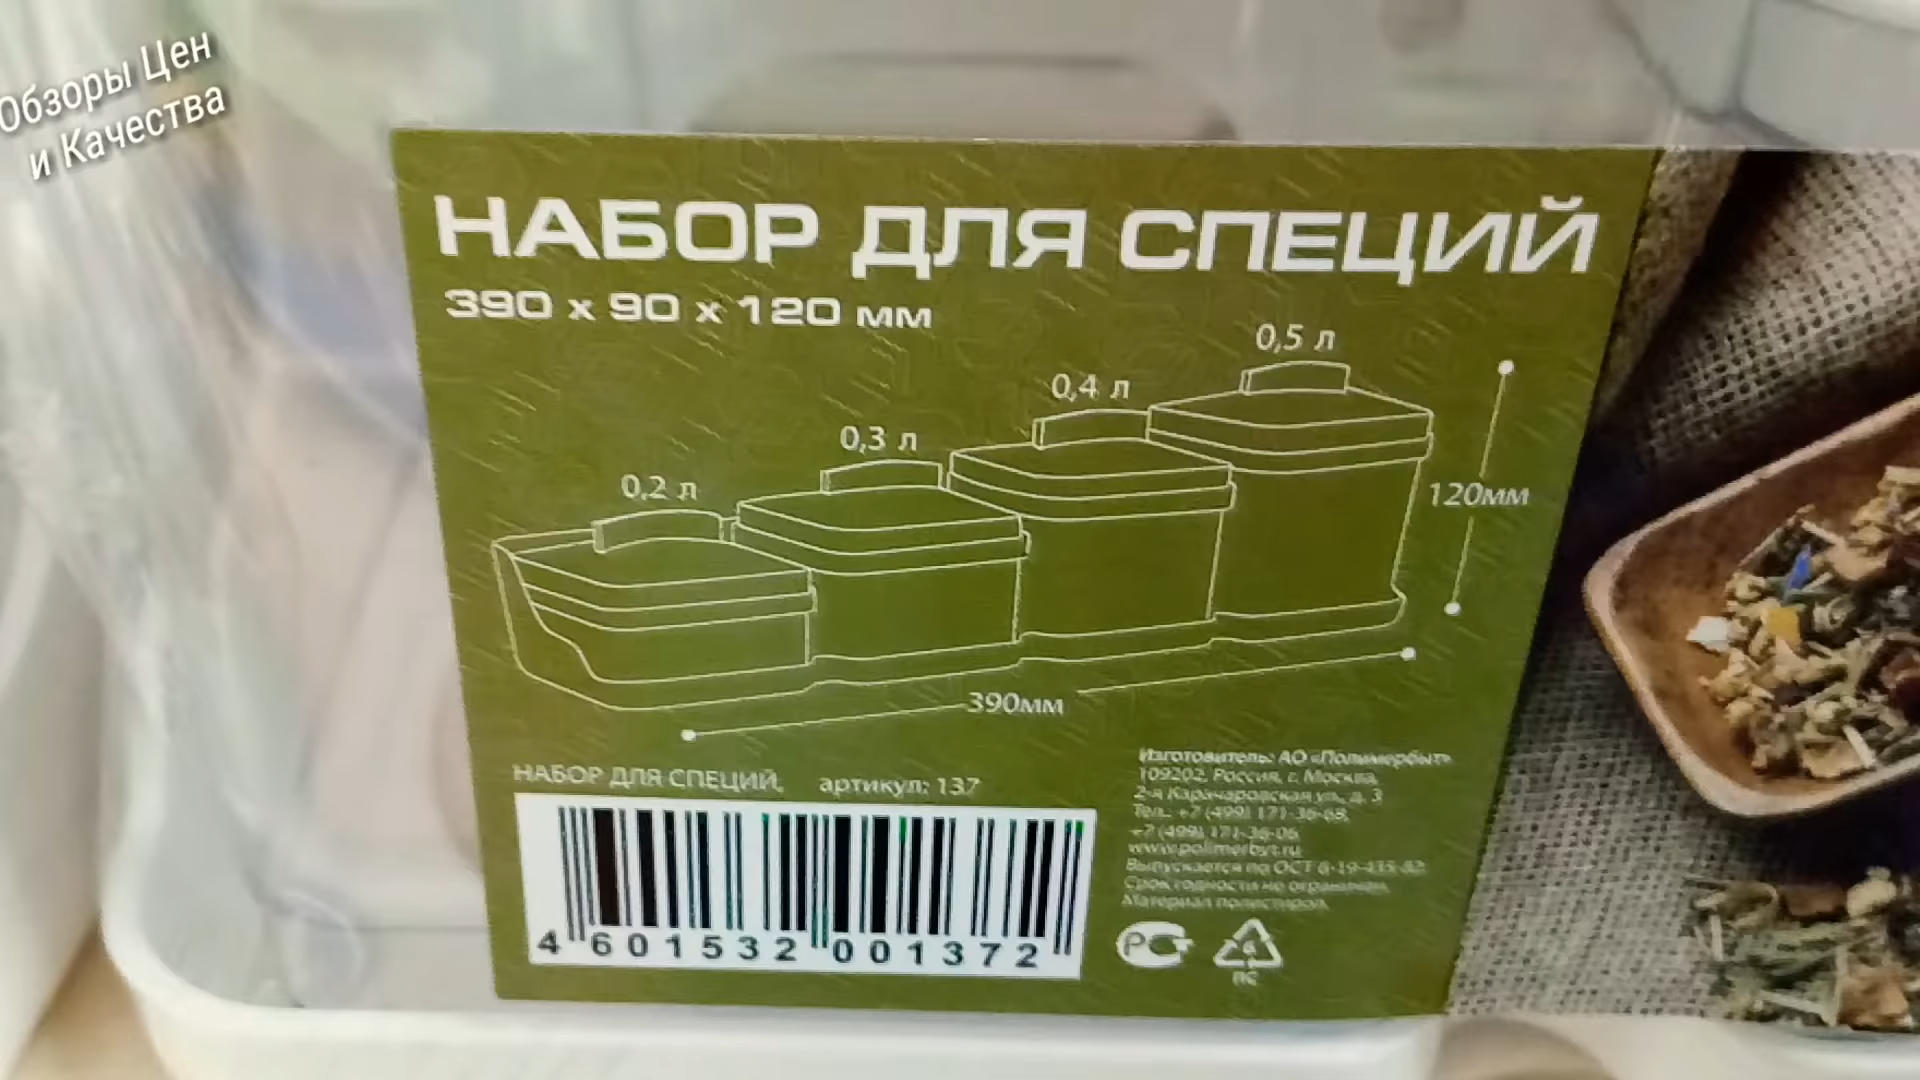 Обзоры Цен
и Качества
НАБОР ДЛЯ СПЕЦИЙ
390 x 90 x 120 мм
0,5 л
0,4 л
0,3 л
0,2 л
120мм
390мм
НАБОР ДЛЯ СПЕЦИЙ, артикул: 137
4 601532 001372
Изготовитель: АО «Полимербыт»
109202, Россия, г. Москва,
2-я Карачаровская ул., д. 3
Тел.: +7 (499) 171-36-68,
+7 (499) 171-36-06
www.polimerbyt.ru
Выпускается по ОСТ 6-19-435-82
Срок годности не ограничен.
Материал полистирол.
РС
6
ПС